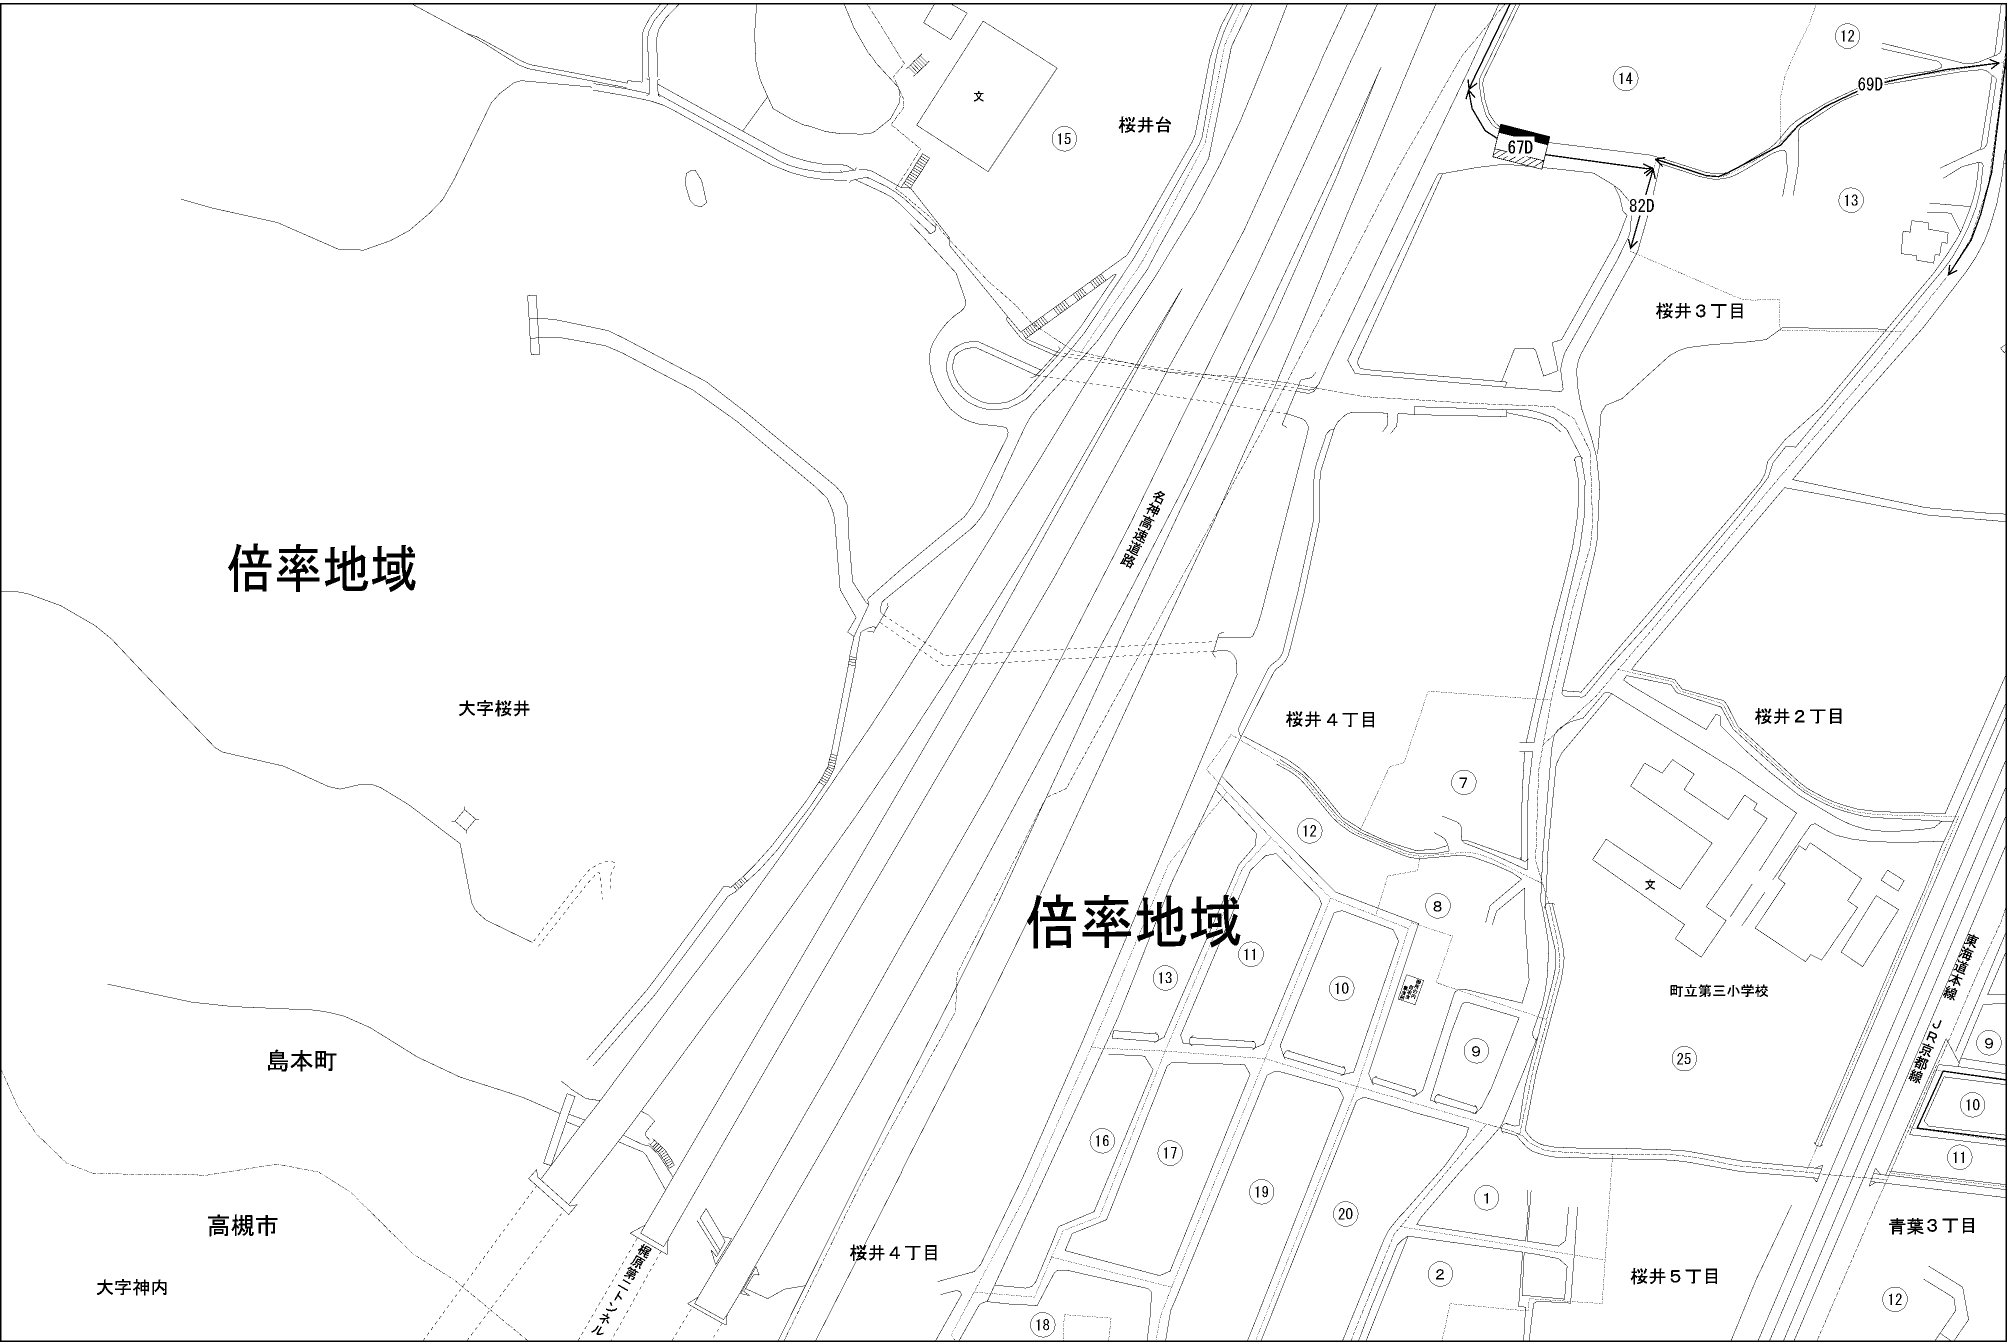 12
14
69D
文
15
桜井台
67D
13
82D
桜井３丁目
名神高速道路
倍率地域
大字桜井
桜井４丁目
桜井２丁目
7
12
文
8
倍率地域
11
13
10
東海道本線
ＪＲ京都線
町立第三小学校
9
25
9
島本町
10
16
17
11
19
1
20
高槻市
桜井４丁目
青葉３丁目
大字神内
梶原第二トンネル
2
桜井５丁目
12
18